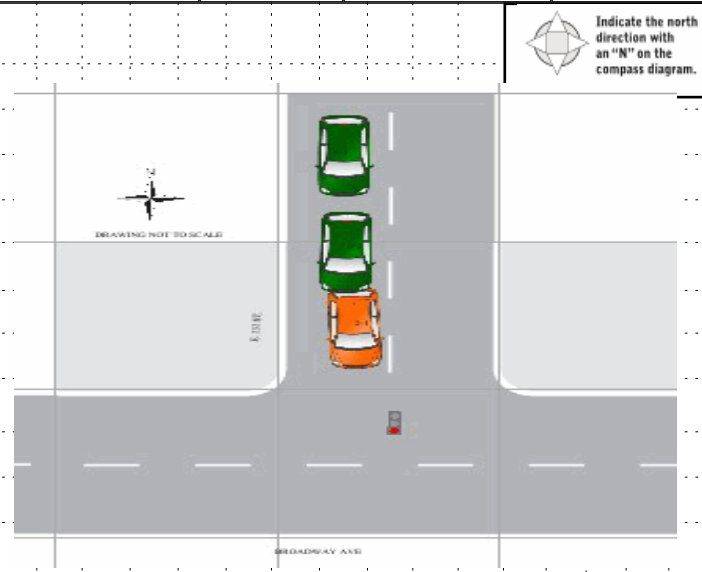 Indicate the north
direction with
an “N” on the
compass diagram.
N
DRAWING NOT TO SCALE
BROADWAY AVE